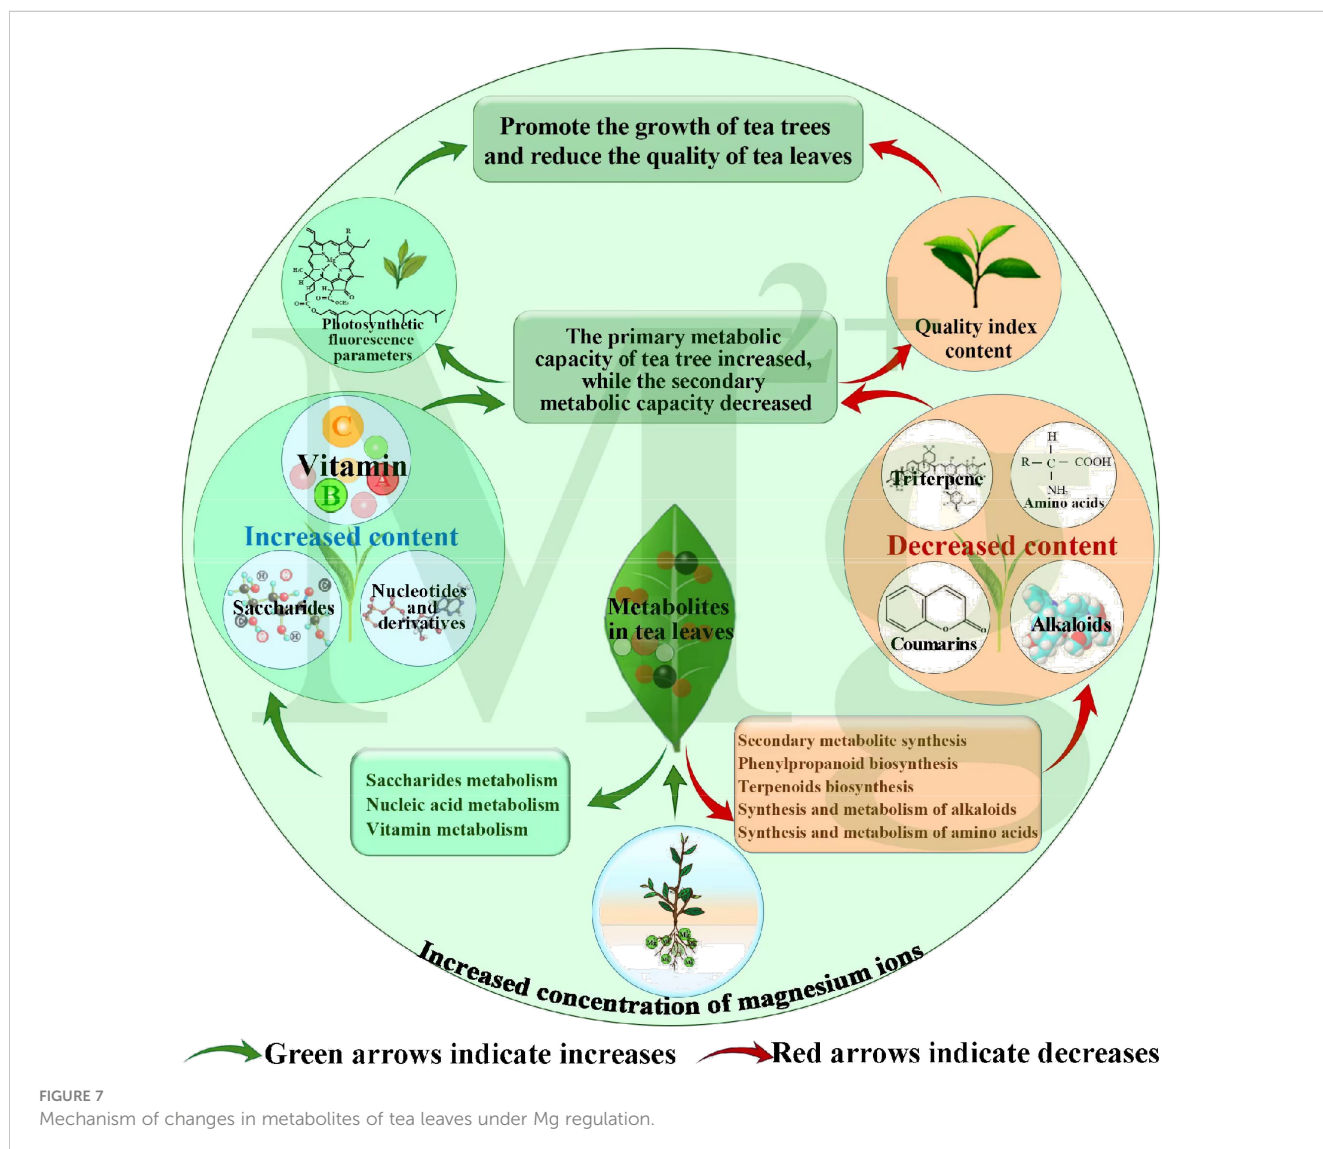 Promote the growth of tea trees
and reduce the quality of tea leaves
Photosynthetic
fluorescence
parameters
Quality index
content
The primary metabolic
capacity of tea tree increased,
while the secondary
metabolic capacity decreased
Mg2+
C
Vitamin
A
B
Increased content
Saccharides
Nucleotides
and
derivatives
Metabolites
in tea leaves
Triterpene
H
R — C — COOH
NH2
Amino acids
Decreased content
O
O
Coumarins
Alkaloids
Saccharides metabolism
Nucleic acid metabolism
Vitamin metabolism
Secondary metabolite synthesis
Phenylpropanoid biosynthesis
Terpenoids biosynthesis
Synthesis and metabolism of alkaloids
Synthesis and metabolism of amino acids
Mg
Mg
Mg
Increased concentration of magnesium ions
Green arrows indicate increases
Red arrows indicate decreases
FIGURE 7
Mechanism of changes in metabolites of tea leaves under Mg regulation.